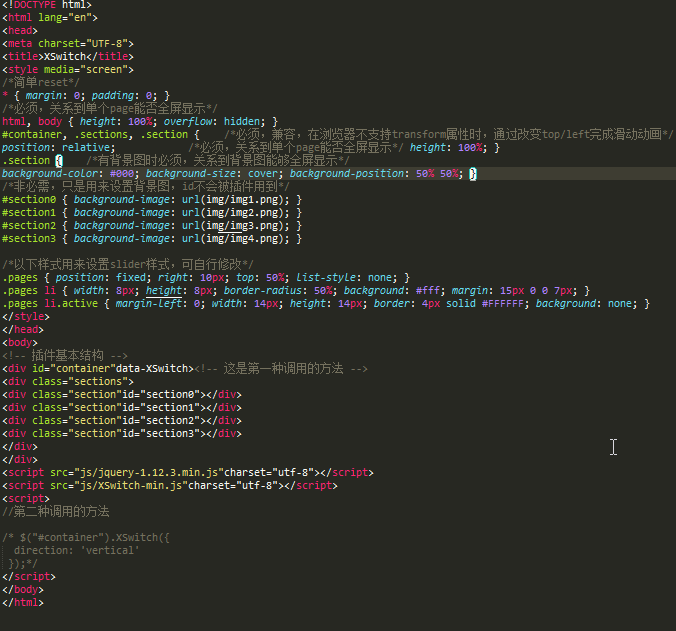 <!DOCTYPE html>
<html lang="en">
<head>
<meta charset="UTF-8">
<title>XSwitch</title>
<style media="screen">
/*简单reset*/
* { margin: 0; padding: 0; }
/*必须，关系到单个page能否全屏显示*/
html, body { height: 100%; overflow: hidden; }
#container, .sections, .section {    /*必须，兼容，在浏览器不支持transform属性时，通过改变top/left完成滑动动画*/
position: relative;            /*必须，关系到单个page能否全屏显示*/ height: 100%; }
.section {    /*有背景图时必须，关系到背景图能够全屏显示*/
background-color: #000; background-size: cover; background-position: 50% 50%; }
/*非必需，只是用来设置背景图，id不会被插件用到*/
#section0 { background-image: url(img/img1.png); }
#section1 { background-image: url(img/img2.png); }
#section2 { background-image: url(img/img3.png); }
#section3 { background-image: url(img/img4.png); }
/*以下样式用来设置slider样式，可自行修改*/
.pages { position: fixed; right: 10px; top: 50%; list-style: none; }
.pages li { width: 8px; height: 8px; border-radius: 50%; background: #fff; margin: 15px 0 0 7px; }
.pages li.active { margin-left: 0; width: 14px; height: 14px; border: 4px solid #FFFFFF; background: none; }
</style>
</head>
<body>
<!-- 插件基本结构 -->
<div id="container"data-XSwitch><!-- 这是第一种调用的方法 -->
<div class="sections">
<div class="section"id="section0"></div>
<div class="section"id="section1"></div>
<div class="section"id="section2"></div>
<div class="section"id="section3"></div>
</div>
</div>
<script src="js/jquery-1.12.3.min.js"charset="utf-8"></script>
<script src="js/XSwitch-min.js"charset="utf-8"></script>
<script>
//第二种调用的方法
/* $("#container").XSwitch({
direction: 'vertical'
});*/
</script>
</body>
</html>